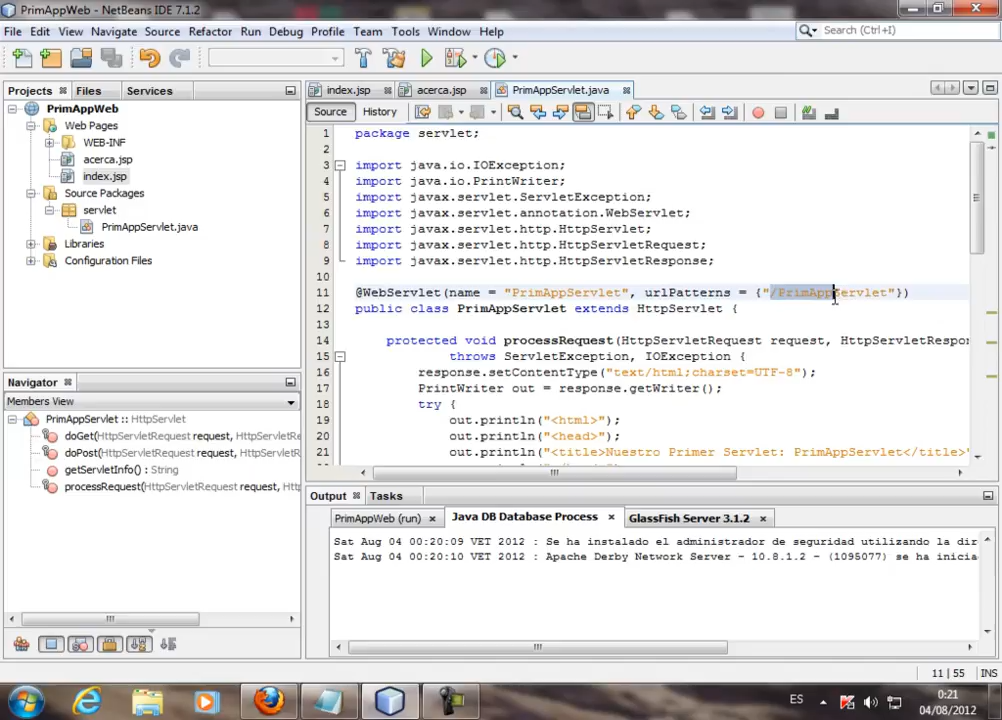 PrimAppWeb - NetBeans IDE 7.1.2
File Edit View Navigate Source Refactor Run Debug Profile Team Tools Window Help
Search (Ctrl+I)
Projects Files Services
index.jsp acerca.jsp PrimAppServlet.java
Source History
PrimAppWeb
Web Pages
WEB-INF
acerca.jsp
index.jsp
Source Packages
servlet
PrimAppServlet.java
Libraries
Configuration Files
1 package servlet;
2
3 import java.io.IOException;
4 import java.io.PrintWriter;
5 import javax.servlet.ServletException;
6 import javax.servlet.annotation.WebServlet;
7 import javax.servlet.http.HttpServlet;
8 import javax.servlet.http.HttpServletRequest;
9 import javax.servlet.http.HttpServletResponse;
10
11 @WebServlet(name = "PrimAppServlet", urlPatterns = {"/PrimAppServlet"})
12 public class PrimAppServlet extends HttpServlet {
13
14 protected void processRequest(HttpServletRequest request, HttpServletRespon
15 throws ServletException, IOException {
16 response.setContentType("text/html;charset=UTF-8");
17 PrintWriter out = response.getWriter();
18 try {
19 out.println("<html>");
20 out.println("<head>");
21 out.println("<title>Nuestro Primer Servlet: PrimAppServlet</title>"
Navigator
Members View
PrimAppServlet :: HttpServlet
doGet(HttpServletRequest request, HttpServletR
doPost(HttpServletRequest request, HttpServletR
getServletInfo() : String
processRequest(HttpServletRequest request, Htt
Output Tasks
PrimAppWeb (run) Java DB Database Process GlassFish Server 3.1.2
Sat Aug 04 00:20:09 VET 2012 : Se ha instalado el administrador de seguridad utilizando la dir
Sat Aug 04 00:20:10 VET 2012 : Apache Derby Network Server - 10.8.1.2 - (1095077) se ha inicia
11 | 55 INS
ES
0:21
04/08/2012